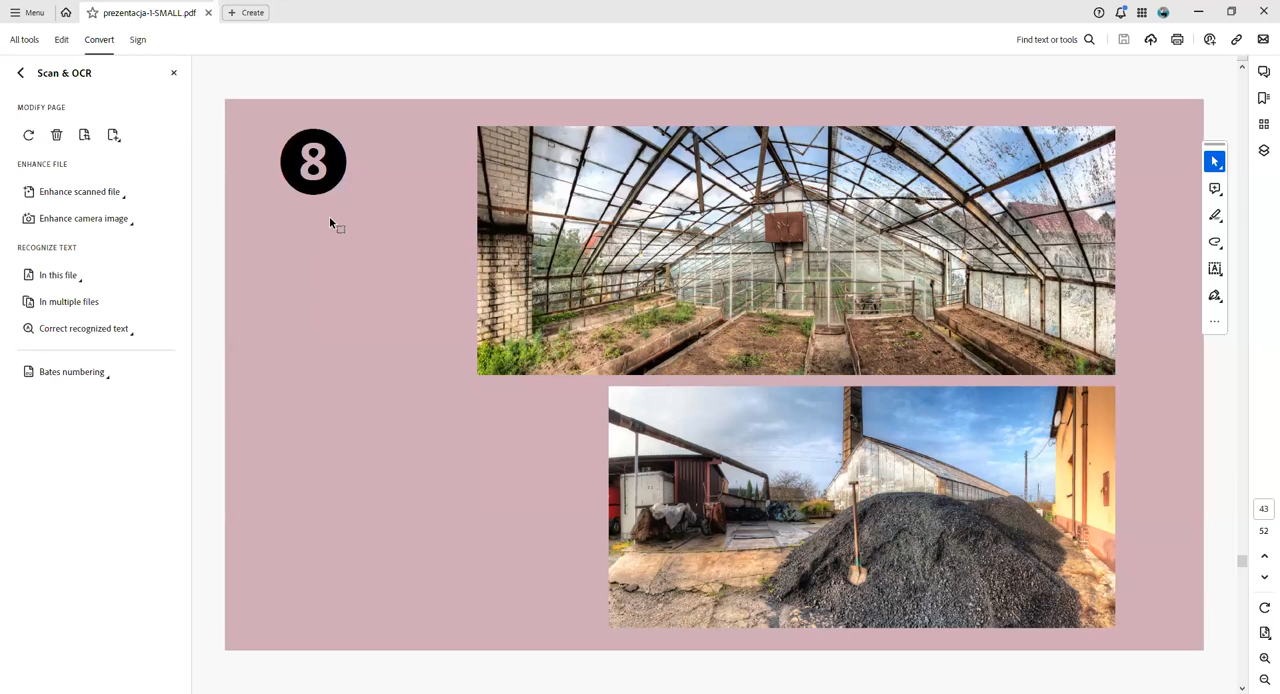 Menu
prezentacja-1-SMALL.pdf
Create
All tools
Edit
Convert
Sign
Find text or tools
Scan & OCR
MODIFY PAGE
ENHANCE FILE
Enhance scanned file
Enhance camera image
RECOGNIZE TEXT
In this file
In multiple files
Correct recognized text
Bates numbering
8
43
52